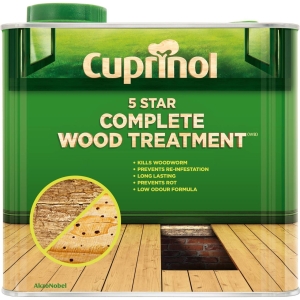 Cuprinol
5 STAR
COMPLETE
WOOD TREATMENT(WB)
• KILLS WOODWORM
• PREVENTS RE-INFESTATION
• LONG LASTING
• PREVENTS ROT
• LOW ODOUR FORMULA
AkzoNobel